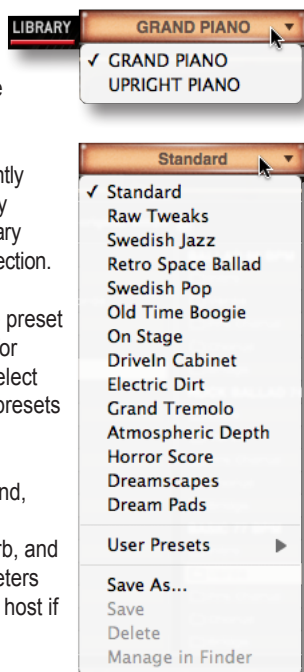 LIBRARY GRAND PIANO
✓ GRAND PIANO
UPRIGHT PIANO
ection.
preset
or
elect
presets
nd,
rb, and
eters
host if
Standard
✓ Standard
Raw Tweaks
Swedish Jazz
Retro Space Ballad
Swedish Pop
Old Time Boogie
On Stage
DriveIn Cabinet
Electric Dirt
Grand Tremolo
Atmospheric Depth
Horror Score
Dreamscapes
Dream Pads
User Presets
Save As...
Save
Delete
Manage in Finder